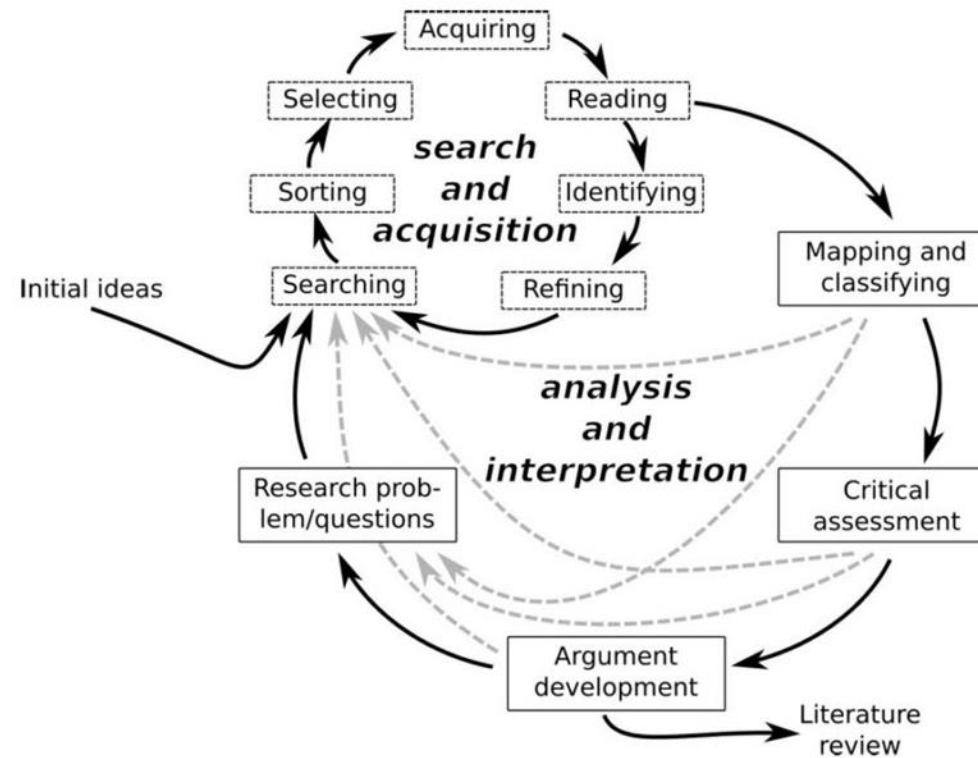 Acquiring
Selecting
Reading
search
and
acquisition
Sorting
Identifying
Searching
Refining
Initial ideas
Mapping and
classifying
analysis
and
interpretation
Research prob-
lem/questions
Critical
assessment
Argument
development
Literature
review